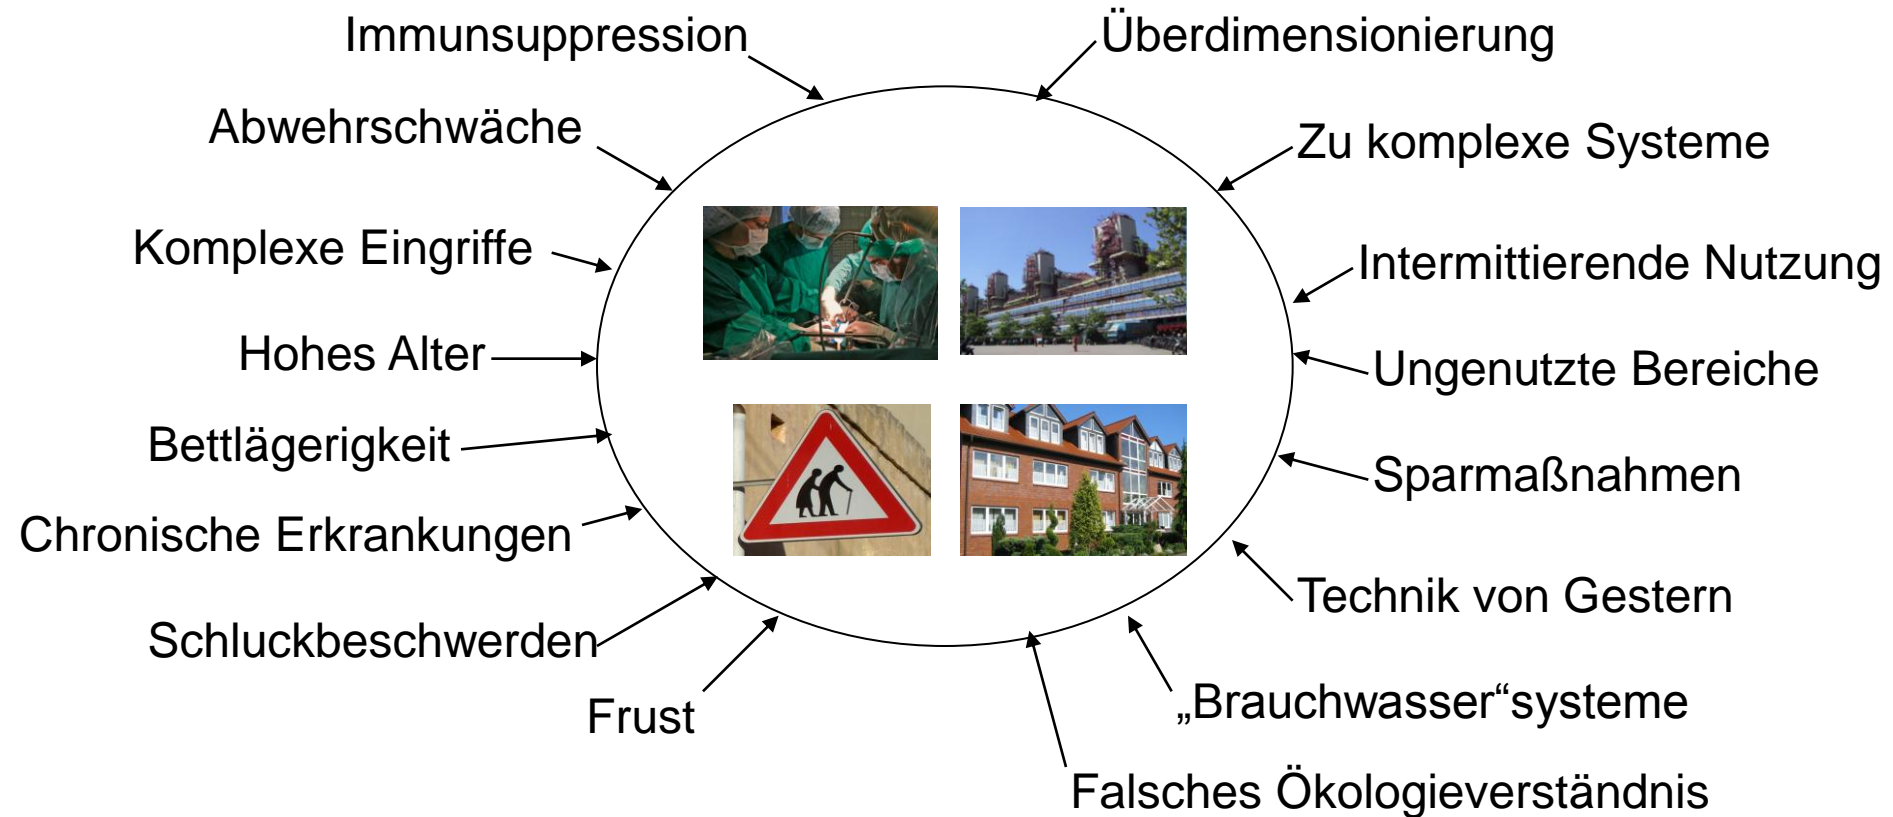 Immunsuppression
Überdimensionierung
Abwehrschwäche
Zu komplexe Systeme
Komplexe Eingriffe
Intermittierende Nutzung
Hohes Alter
Ungenutzte Bereiche
Bettlägerigkeit
Sparmaßnahmen
Chronische Erkrankungen
Technik von Gestern
Schluckbeschwerden
„Brauchwasser“systeme
Frust
Falsches Ökologieverständnis